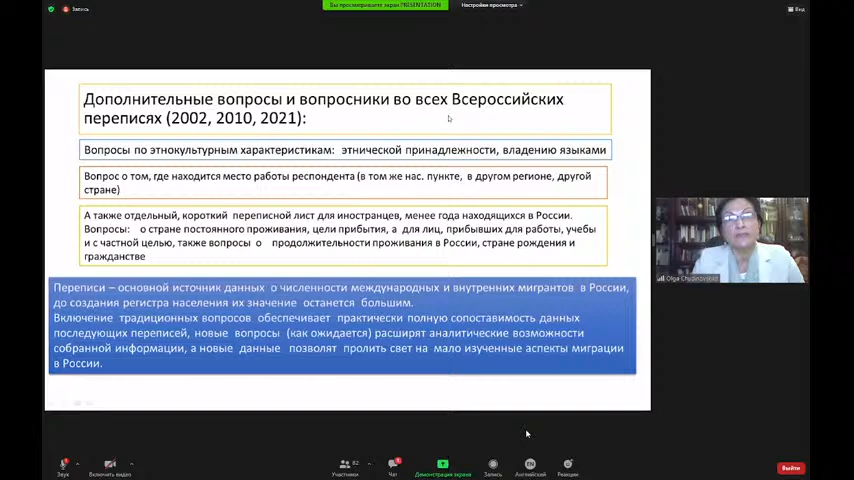 Запись
Вы просматриваете экран PRESENTATION
Настройки просмотра
Вид
Дополнительные вопросы и вопросники во всех Всероссийских
переписях (2002, 2010, 2021):
Вопросы по этнокультурным характеристикам: этнической принадлежности, владению языками
Вопрос о том, где находится место работы респондента (в том же нас. пункте, в другом регионе, другой
стране)
А также отдельный, короткий переписной лист для иностранцев, менее года находящихся в России.
Вопросы: о стране постоянного проживания, цели прибытия, а для лиц, прибывших для работы, учебы
и с частной целью, также вопросы о продолжительности проживания в России, стране рождения и
гражданстве
Переписи – основной источник данных о численности международных и внутренних мигрантов в России,
до создания регистра населения их значение останется большим.
Включение традиционных вопросов обеспечивает практически полную сопоставимость данных
последующих переписей, новые вопросы (как ожидается) расширят аналитические возможности
собранной информации, а новые данные позволят пролить свет на мало изученные аспекты миграции
в России.
Olga Chudinovskikh
82
EN
Звук
Включить видео
Участники
Чат
Демонстрация экрана
Запись
Английский
Реакции
Выйти